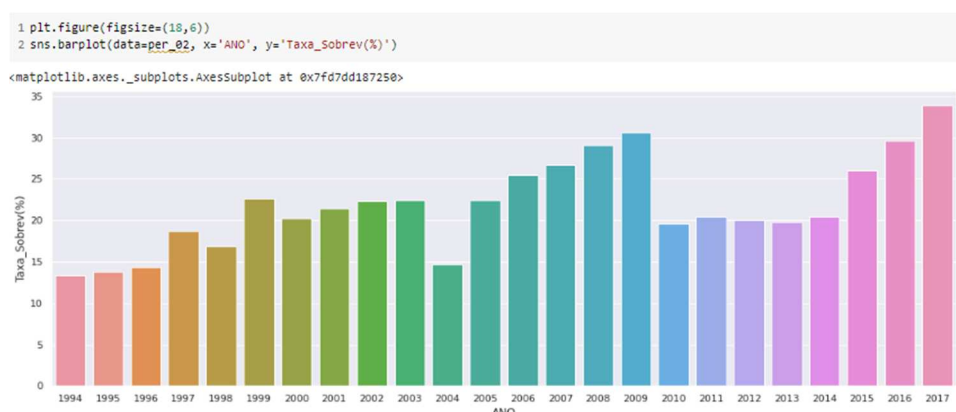 1 plt.figure(figsize=(18,6))
2 sns.barplot(data=per_02, x='ANO', y='Taxa_Sobrev(%)')
<matplotlib.axes._subplots.AxesSubplot at 0x7fd7dd187250>
35
30
25
20
15
10
5
0
Taxa_Sobrev(%)
1994 1995 1996 1997 1998 1999 2000 2001 2002 2003 2004 2005 2006 2007 2008 2009 2010 2011 2012 2013 2014 2015 2016 2017
ANO